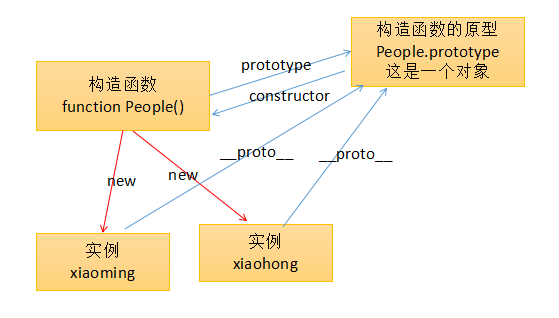 构造函数的原型
People.prototype
这是一个对象
prototype
构造函数
function People()
constructor
__proto__
__proto__
new
new
实例
xiaoming
实例
xiaohong